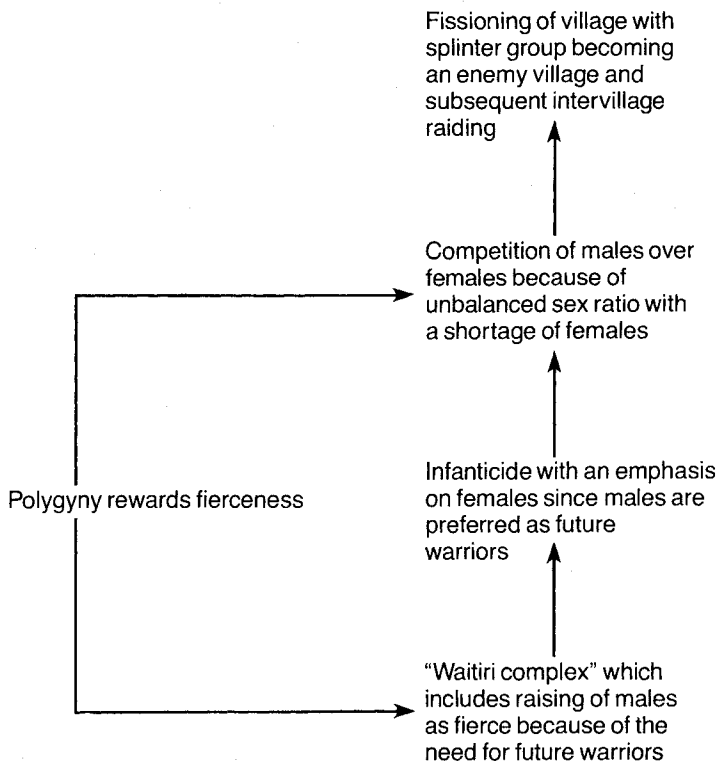 Fissioning of village with
splinter group becoming
an enemy village and
subsequent intervillage
raiding
Competition of males over
females because of
unbalanced sex ratio with
a shortage of females
Polygyny rewards fierceness
Infanticide with an emphasis
on females since males are
preferred as future
warriors
“Waitiri complex” which
includes raising of males
as fierce because of the
need for future warriors